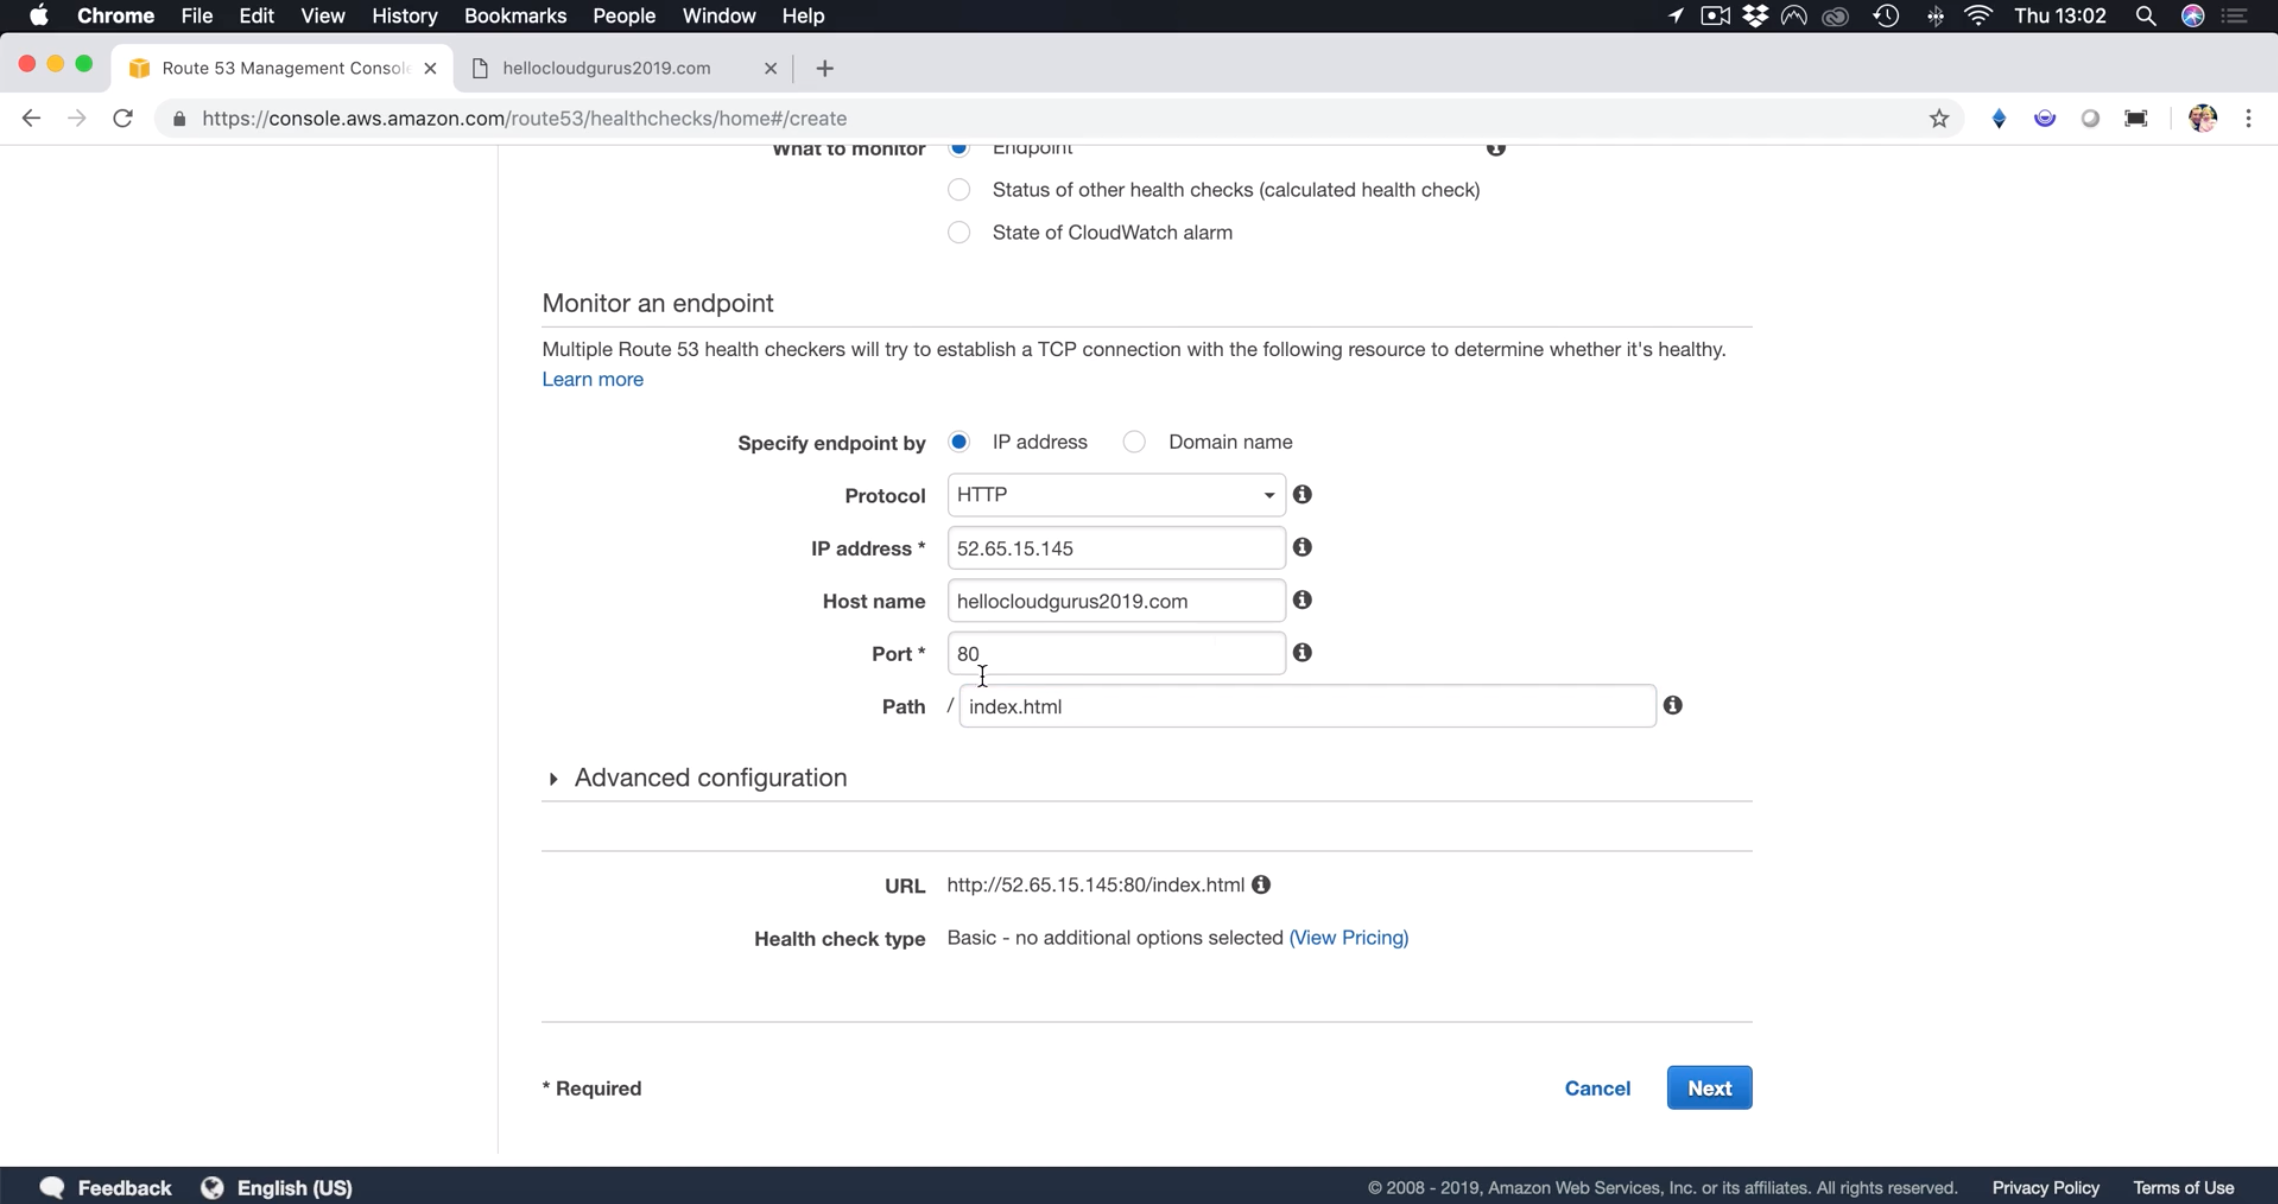 Chrome File Edit View History Bookmarks People Window Help Thu 13:02
Route 53 Management Console hellocloudgurus2019.com
https://console.aws.amazon.com/route53/healthchecks/home#/create
What to monitor Endpoint
Status of other health checks (calculated health check)
State of CloudWatch alarm
Monitor an endpoint
Multiple Route 53 health checkers will try to establish a TCP connection with the following resource to determine whether it's healthy.
Learn more
Specify endpoint by IP address Domain name
Protocol HTTP
IP address * 52.65.15.145
Host name hellocloudgurus2019.com
Port * 80
Path / index.html
Advanced configuration
URL http://52.65.15.145:80/index.html
Health check type Basic - no additional options selected (View Pricing)
* Required Cancel Next
Feedback English (US) © 2008 - 2019, Amazon Web Services, Inc. or its affiliates. All rights reserved. Privacy Policy Terms of Use